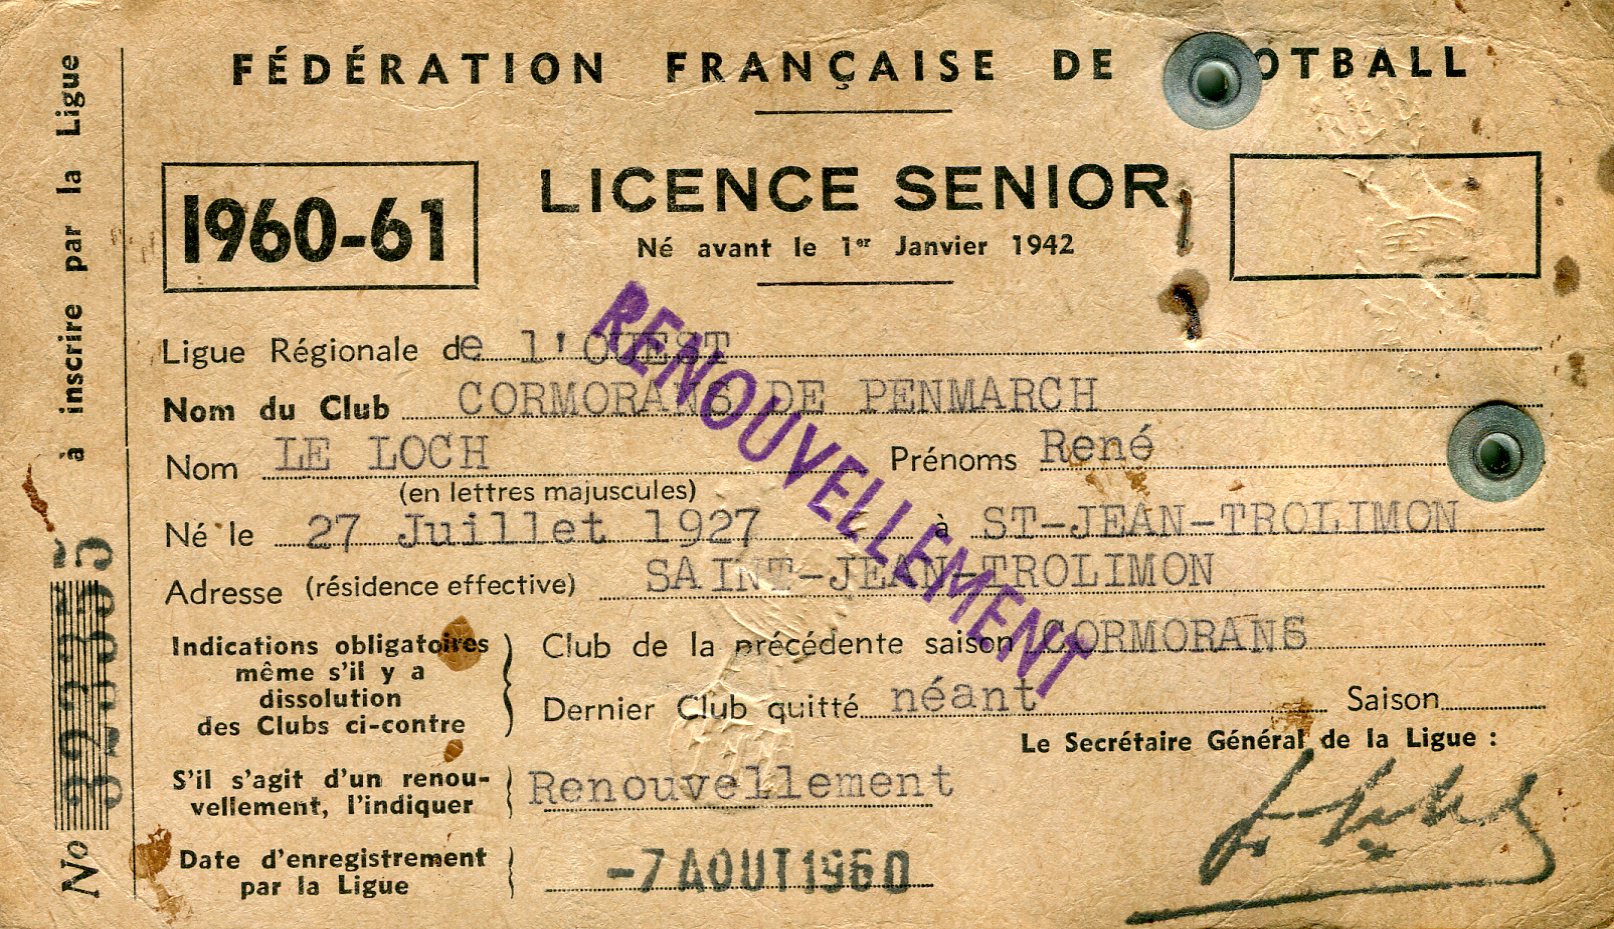 FÉDÉRATION FRANÇAISE DE OTBALL
1960-61
LICENCE SENIOR
Né avant le 1er Janvier 1942
Ligue Régionale de l'OUEST
Nom du Club CORMORANS DE PENMARCH
Nom LE LOCH Prénoms René
(en lettres majuscules)
Né le 27 Juillet 1927 à ST-JEAN-TROLIMON
Adresse (résidence effective) SAINT-JEAN-TROLIMON
Indications obligatoires
même s'il y a
dissolution
des Clubs ci-contre
Club de la précédente saison CORMORANS
Dernier Club quitté néant Saison
Le Secrétaire Général de la Ligue :
S'il s'agit d'un renou-
vellement, l'indiquer
Renouvellement
Date d'enregistrement
par la Ligue
-7 AOUT 1960
RENOUVELLEMENT
No
à inscrire par la Ligue